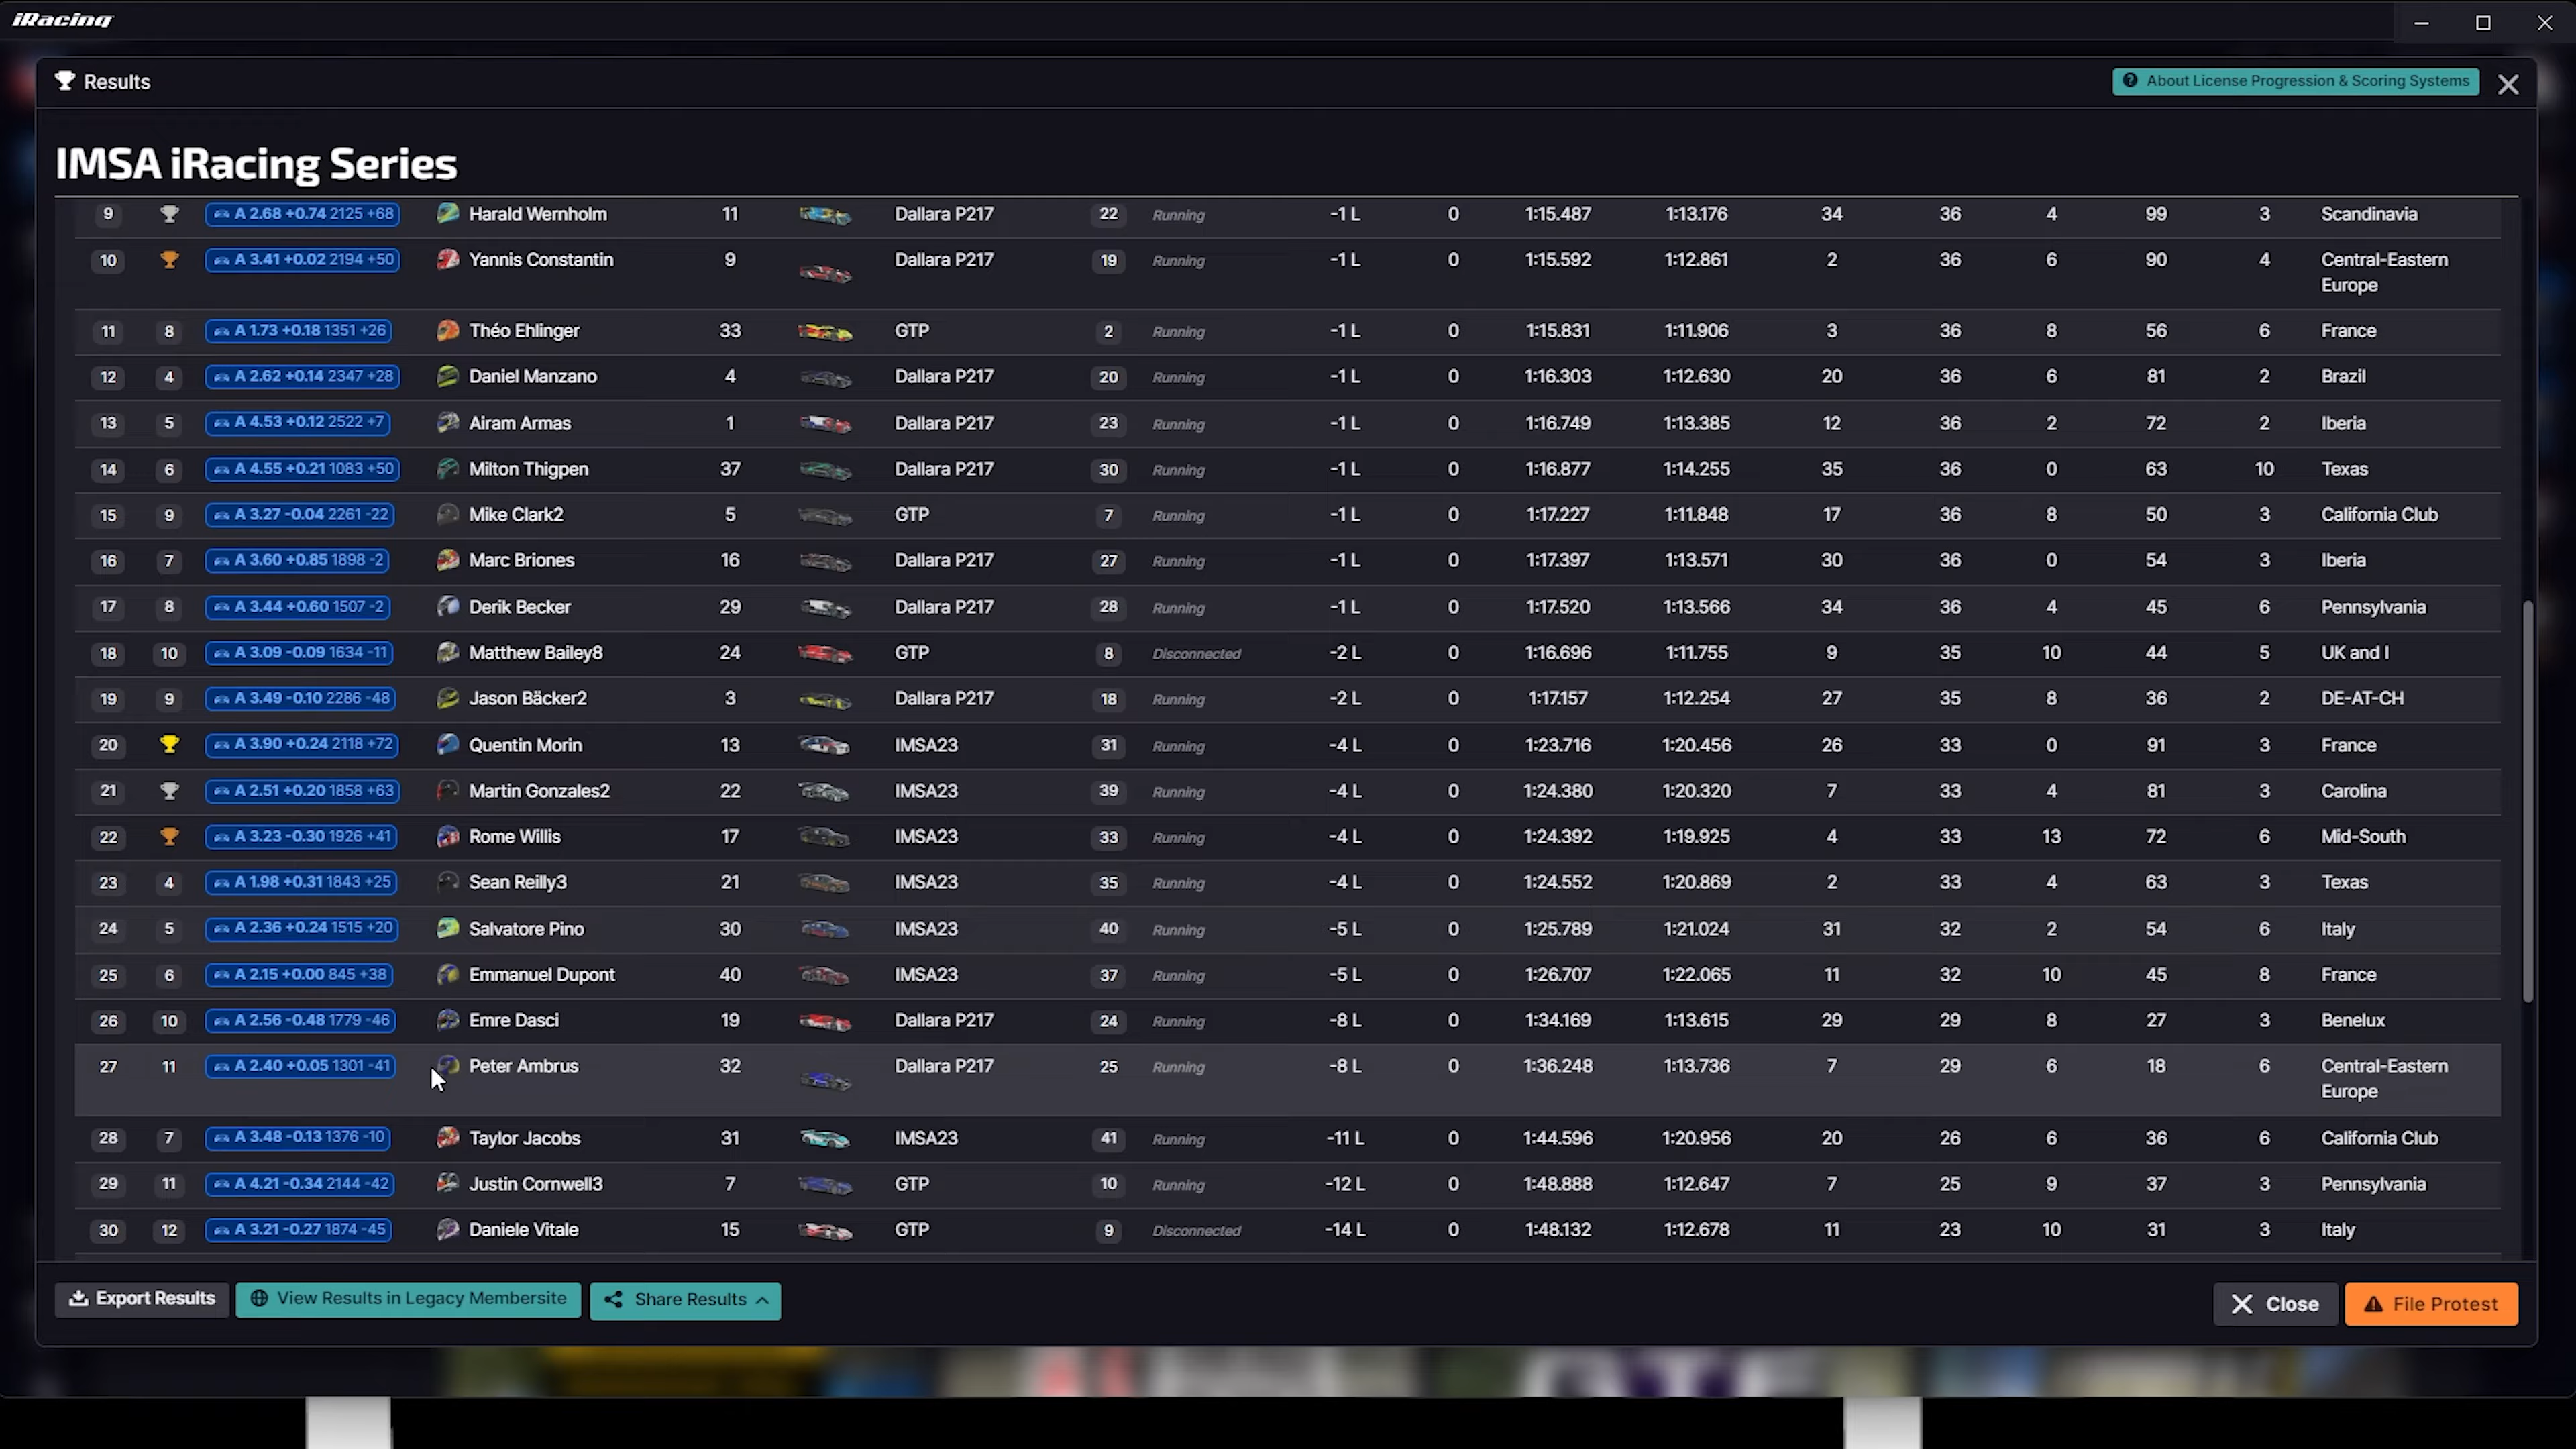 iRacing
Results
About License Progression & Scoring Systems
IMSA iRacing Series
9 A 2.68 +0.74 2125 +68 Harald Wernholm 11 Dallara P217 22 Running -1 L 0 1:15.487 1:13.176 34 36 4 99 3 Scandinavia
10 A 3.41 +0.02 2194 +50 Yannis Constantin 9 Dallara P217 19 Running -1 L 0 1:15.592 1:12.861 2 36 6 90 4 Central-Eastern
Europe
11 8 A 1.73 +0.18 1351 +26 Théo Ehlinger 33 GTP 2 Running -1 L 0 1:15.831 1:11.906 3 36 8 56 6 France
12 4 A 2.62 +0.14 2347 +28 Daniel Manzano 4 Dallara P217 20 Running -1 L 0 1:16.303 1:12.630 20 36 6 81 2 Brazil
13 5 A 4.53 +0.12 2522 +7 Airam Armas 1 Dallara P217 23 Running -1 L 0 1:16.749 1:13.385 12 36 2 72 2 Iberia
14 6 A 4.55 +0.21 1083 +50 Milton Thigpen 37 Dallara P217 30 Running -1 L 0 1:16.877 1:14.255 35 36 0 63 10 Texas
15 9 A 3.27 -0.04 2261 -22 Mike Clark2 5 GTP 7 Running -1 L 0 1:17.227 1:11.848 17 36 8 50 3 California Club
16 7 A 3.60 +0.85 1898 -2 Marc Briones 16 Dallara P217 27 Running -1 L 0 1:17.397 1:13.571 30 36 0 54 3 Iberia
17 8 A 3.44 +0.60 1507 -2 Derik Becker 29 Dallara P217 28 Running -1 L 0 1:17.520 1:13.566 34 36 4 45 6 Pennsylvania
18 10 A 3.09 -0.09 1634 -11 Matthew Bailey8 24 GTP 8 Disconnected -2 L 0 1:16.696 1:11.755 9 35 10 44 5 UK and I
19 9 A 3.49 -0.10 2286 -48 Jason Bäcker2 3 Dallara P217 18 Running -2 L 0 1:17.157 1:12.254 27 35 8 36 2 DE-AT-CH
20 A 3.90 +0.24 2118 +72 Quentin Morin 13 IMSA23 31 Running -4 L 0 1:23.716 1:20.456 26 33 0 91 3 France
21 A 2.51 +0.20 1858 +63 Martin Gonzales2 22 IMSA23 39 Running -4 L 0 1:24.380 1:20.320 7 33 4 81 3 Carolina
22 A 3.23 -0.30 1926 +41 Rome Willis 17 IMSA23 33 Running -4 L 0 1:24.392 1:19.925 4 33 13 72 6 Mid-South
23 4 A 1.98 +0.31 1843 +25 Sean Reilly3 21 IMSA23 35 Running -4 L 0 1:24.552 1:20.869 2 33 4 63 3 Texas
24 5 A 2.36 +0.24 1515 +20 Salvatore Pino 30 IMSA23 40 Running -5 L 0 1:25.789 1:21.024 31 32 2 54 6 Italy
25 6 A 2.15 +0.00 845 +38 Emmanuel Dupont 40 IMSA23 37 Running -5 L 0 1:26.707 1:22.065 11 32 10 45 8 France
26 10 A 2.56 -0.48 1779 -46 Emre Dasci 19 Dallara P217 24 Running -8 L 0 1:34.169 1:13.615 29 29 8 27 3 Benelux
27 11 A 2.40 +0.05 1301 -41 Peter Ambrus 32 Dallara P217 25 Running -8 L 0 1:36.248 1:13.736 7 29 6 18 6 Central-Eastern
Europe
28 7 A 3.48 -0.13 1376 -10 Taylor Jacobs 31 IMSA23 41 Running -11 L 0 1:44.596 1:20.956 20 26 6 36 6 California Club
29 11 A 4.21 -0.34 2144 -42 Justin Cornwell3 7 GTP 10 Running -12 L 0 1:48.888 1:12.647 7 25 9 37 3 Pennsylvania
30 12 A 3.21 -0.27 1874 -45 Daniele Vitale 15 GTP 9 Disconnected -14 L 0 1:48.132 1:12.678 11 23 10 31 3 Italy
Export Results View Results in Legacy Membersite Share Results Close File Protest